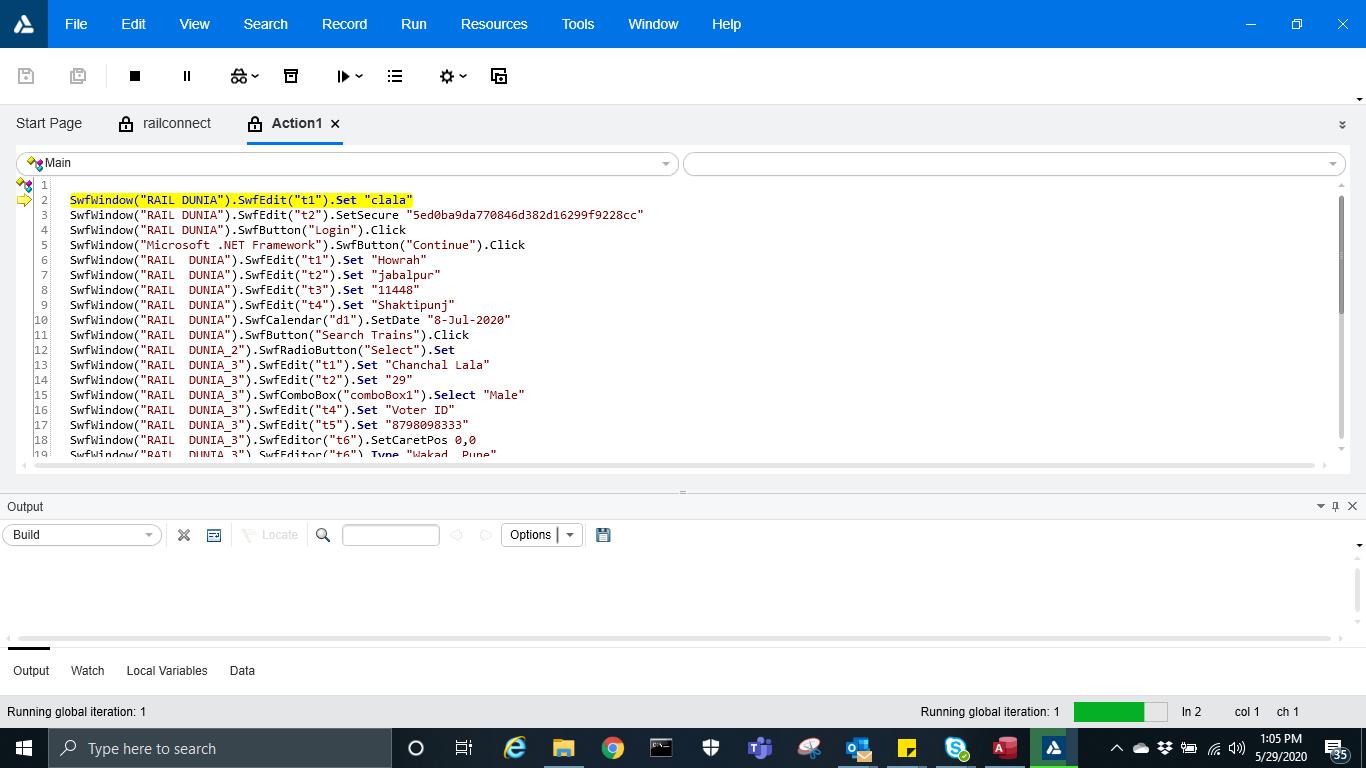 File Edit View Search Record Run Resources Tools Window Help
Start Page railconnect Action1
Main
1
2 SwfWindow("RAIL DUNIA").SwfEdit("t1").Set "clala"
3 SwfWindow("RAIL DUNIA").SwfEdit("t2").SetSecure "5ed0ba9da770846d382d16299f9228cc"
4 SwfWindow("RAIL DUNIA").SwfButton("Login").Click
5 SwfWindow("Microsoft .NET Framework").SwfButton("Continue").Click
6 SwfWindow("RAIL  DUNIA").SwfEdit("t1").Set "Howrah"
7 SwfWindow("RAIL  DUNIA").SwfEdit("t2").Set "jabalpur"
8 SwfWindow("RAIL  DUNIA").SwfEdit("t3").Set "11448"
9 SwfWindow("RAIL  DUNIA").SwfEdit("t4").Set "Shaktipunj"
10 SwfWindow("RAIL  DUNIA").SwfCalendar("d1").SetDate "8-Jul-2020"
11 SwfWindow("RAIL  DUNIA").SwfButton("Search Trains").Click
12 SwfWindow("RAIL  DUNIA_2").SwfRadioButton("Select").Set
13 SwfWindow("RAIL  DUNIA_3").SwfEdit("t1").Set "Chanchal Lala"
14 SwfWindow("RAIL  DUNIA_3").SwfEdit("t2").Set "29"
15 SwfWindow("RAIL  DUNIA_3").SwfComboBox("comboBox1").Select "Male"
16 SwfWindow("RAIL  DUNIA_3").SwfEdit("t4").Set "Voter ID"
17 SwfWindow("RAIL  DUNIA_3").SwfEdit("t5").Set "8798098333"
18 SwfWindow("RAIL  DUNIA_3").SwfEditor("t6").SetCaretPos 0,0
19 SwfWindow("RAIL  DUNIA_3").SwfEditor("t6").Type "Wakad, Pune"
Output
Build Locate Options
Output Watch Local Variables Data
Running global iteration: 1 Running global iteration: 1 ln 2 col 1 ch 1
Type here to search
1:05 PM
5/29/2020
35